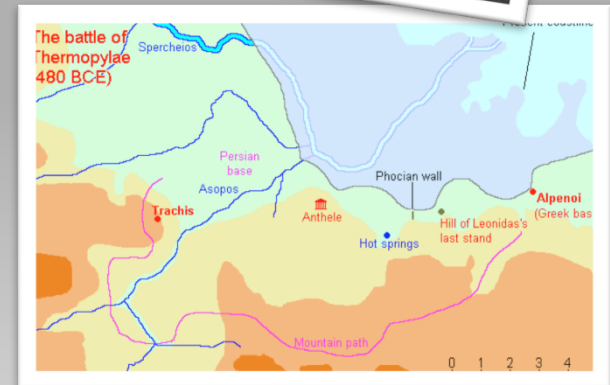 The battle of
Thermopylae
480 BCE)
Spercheios
Persian
base
Asopos
Phocian wall
Trachis
Anthele
Alpenoi
(Greek bas
Hill of Leonidas's
last stand
Hot springs
Mountain path
0 1 2 3 4